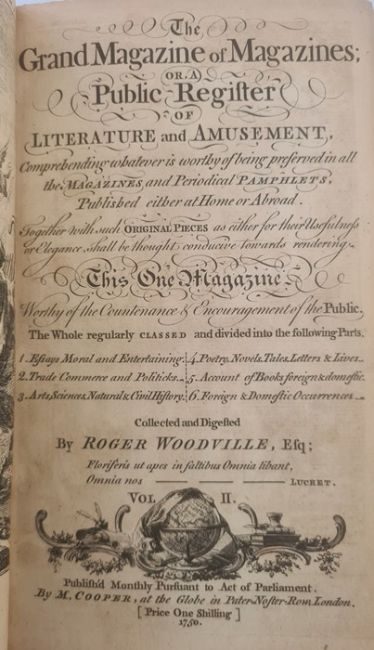 The
Grand Magazine of Magazines;
OR, A
Public Register
OF
LITERATURE and AMUSEMENT,
Comprehending whatever is worthy of being preserved in all
the MAGAZINES, and Periodical PAMPHLETS,
Published either at Home or Abroad.
Together with such ORIGINAL PIECES as either for their Usefulness
or Elegance, shall be thought conducive towards rendering
This One Magazine
Worthy of the Countenance & Encouragement of the Public.
The Whole regularly CLASSED and divided into the following Parts.
1. Eſsays Moral and Entertaining.
2. Trade Commerce and Politicks.
3. Arts, Sciences, Natural & Civil History.
4. Poetry, Novels, Tales, Letters & Lives.
5. Account of Books foreign & domestic.
6. Foreign & Domestic Occurrences
Collected and Digested
By ROGER WOODVILLE, Esq;
Floriferis ut apes in saltibus Omnia libant,
Omnia nos — — — — LUCRET.
VOL II.
Publish'd Monthly Pursuant to Act of Parliament.
By M. COOPER, at the Globe in Pater-Noster-Row London.
[Price One Shilling]
1750.